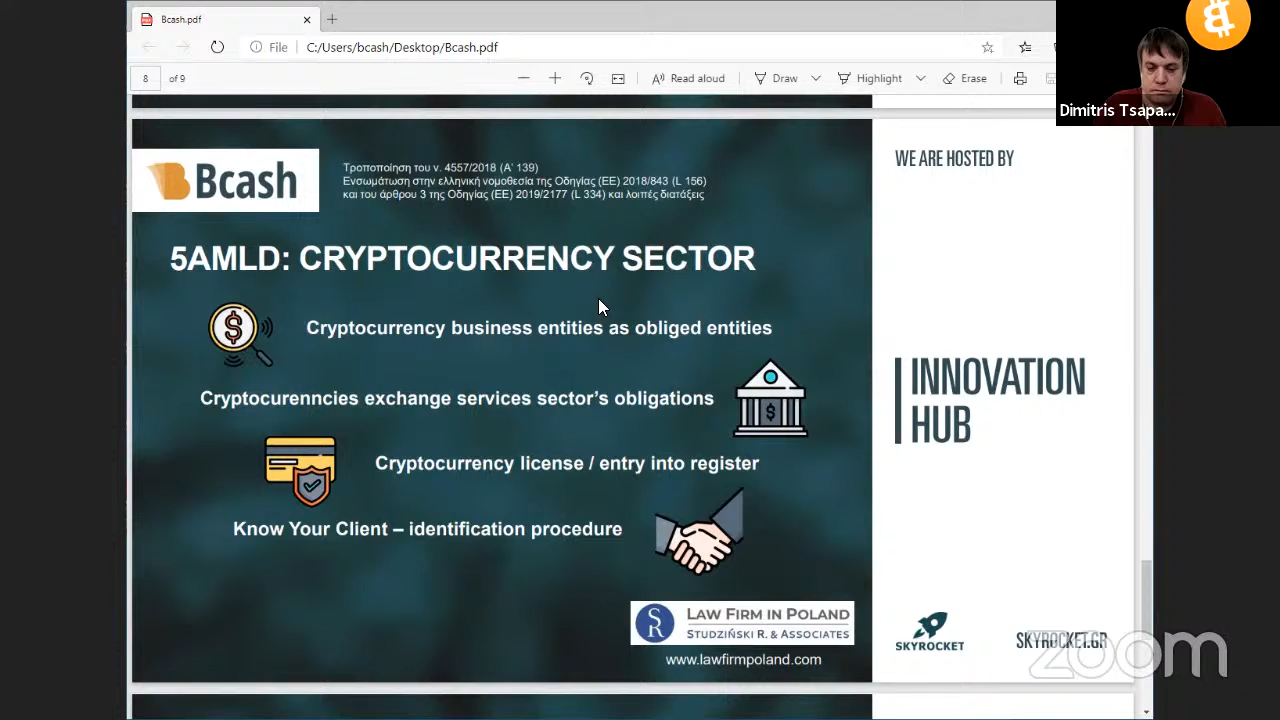 Bcash.pdf
File
C:/Users/bcash/Desktop/Bcash.pdf
8 of 9
Read aloud
Draw
Highlight
Erase
Dimitris Tsapa...
Bcash
Τροποποίηση του ν. 4557/2018 (Α' 139)
Ενσωμάτωση στην ελληνική νομοθεσία της Οδηγίας (ΕΕ) 2018/843 (L 156)
και του άρθρου 3 της Οδηγίας (ΕΕ) 2019/2177 (L 334) και λοιπές διατάξεις
5AMLD: CRYPTOCURRENCY SECTOR
Cryptocurrency business entities as obliged entities
Cryptocurenncies exchange services sector's obligations
Cryptocurrency license / entry into register
Know Your Client – identification procedure
SR
LAW FIRM IN POLAND
STUDZIŃSKI R. & ASSOCIATES
www.lawfirmpoland.com
WE ARE HOSTED BY
INNOVATION
HUB
SKYROCKET
SKYROCKET.GR
zoom